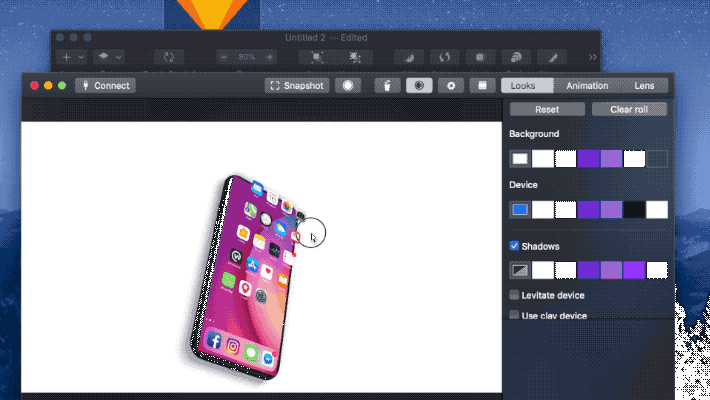 Untitled 2 — Edited
80%
Connect
Snapshot
Looks
Animation
Lens
Reset
Clear roll
Background
Device
Shadows
Levitate device
Use clay device